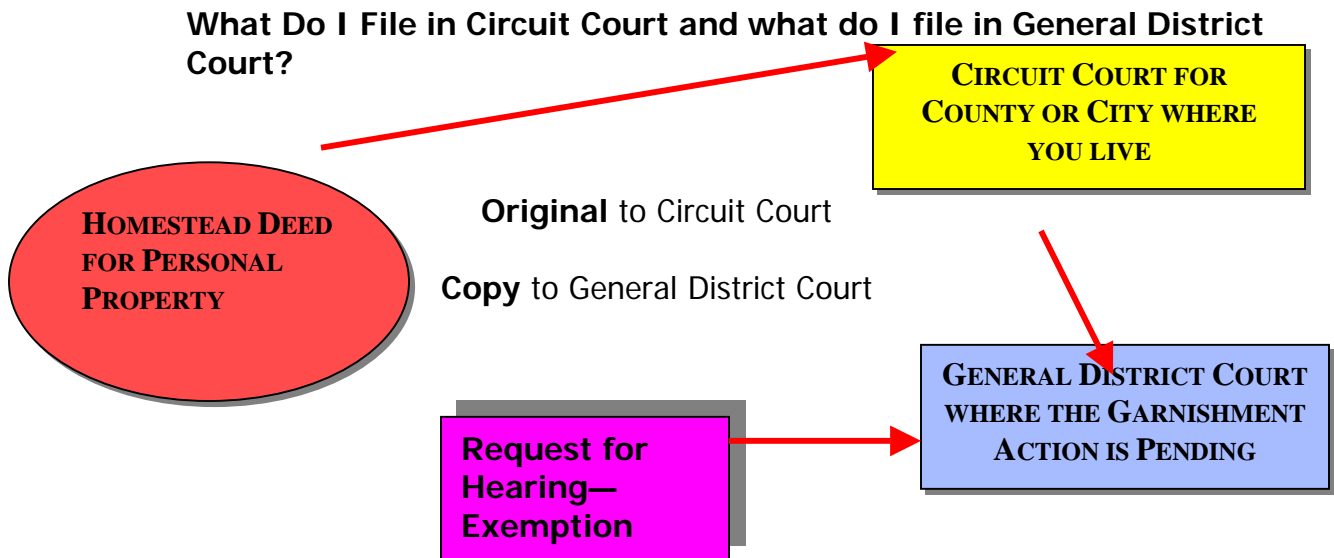 What Do I File in Circuit Court and what do I file in General District
Court?
CIRCUIT COURT FOR
COUNTY OR CITY WHERE
YOU LIVE
HOMESTEAD DEED
FOR PERSONAL
PROPERTY
Original to Circuit Court
Copy to General District Court
GENERAL DISTRICT COURT
WHERE THE GARNISHMENT
ACTION IS PENDING
Request for
Hearing—
Exemption